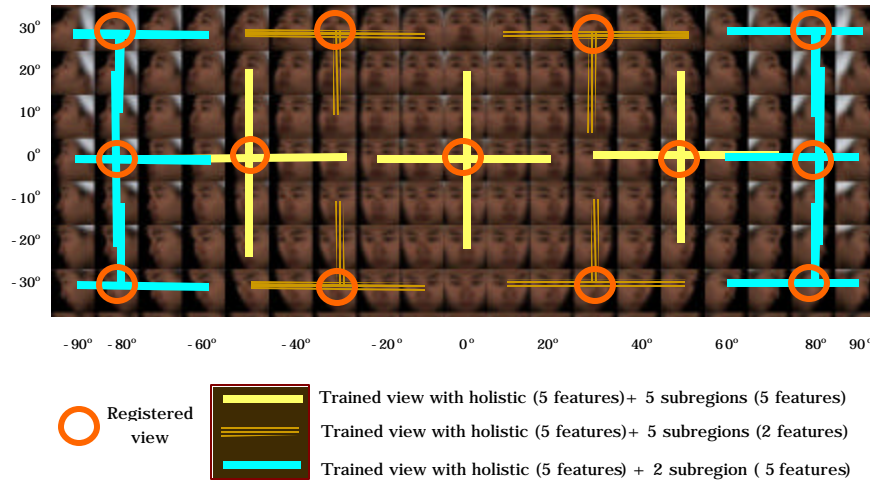 30°
20°
10°
0°
- 10°
- 20°
- 30°
- 90° - 80° - 60° - 40° - 20° 0° 20° 40° 60° 80° 90°
Registered
view
Trained view with holistic (5 features)+ 5 subregions (5 features)
Trained view with holistic (5 features)+ 5 subregions (2 features)
Trained view with holistic (5 features) + 2 subregion ( 5 features)